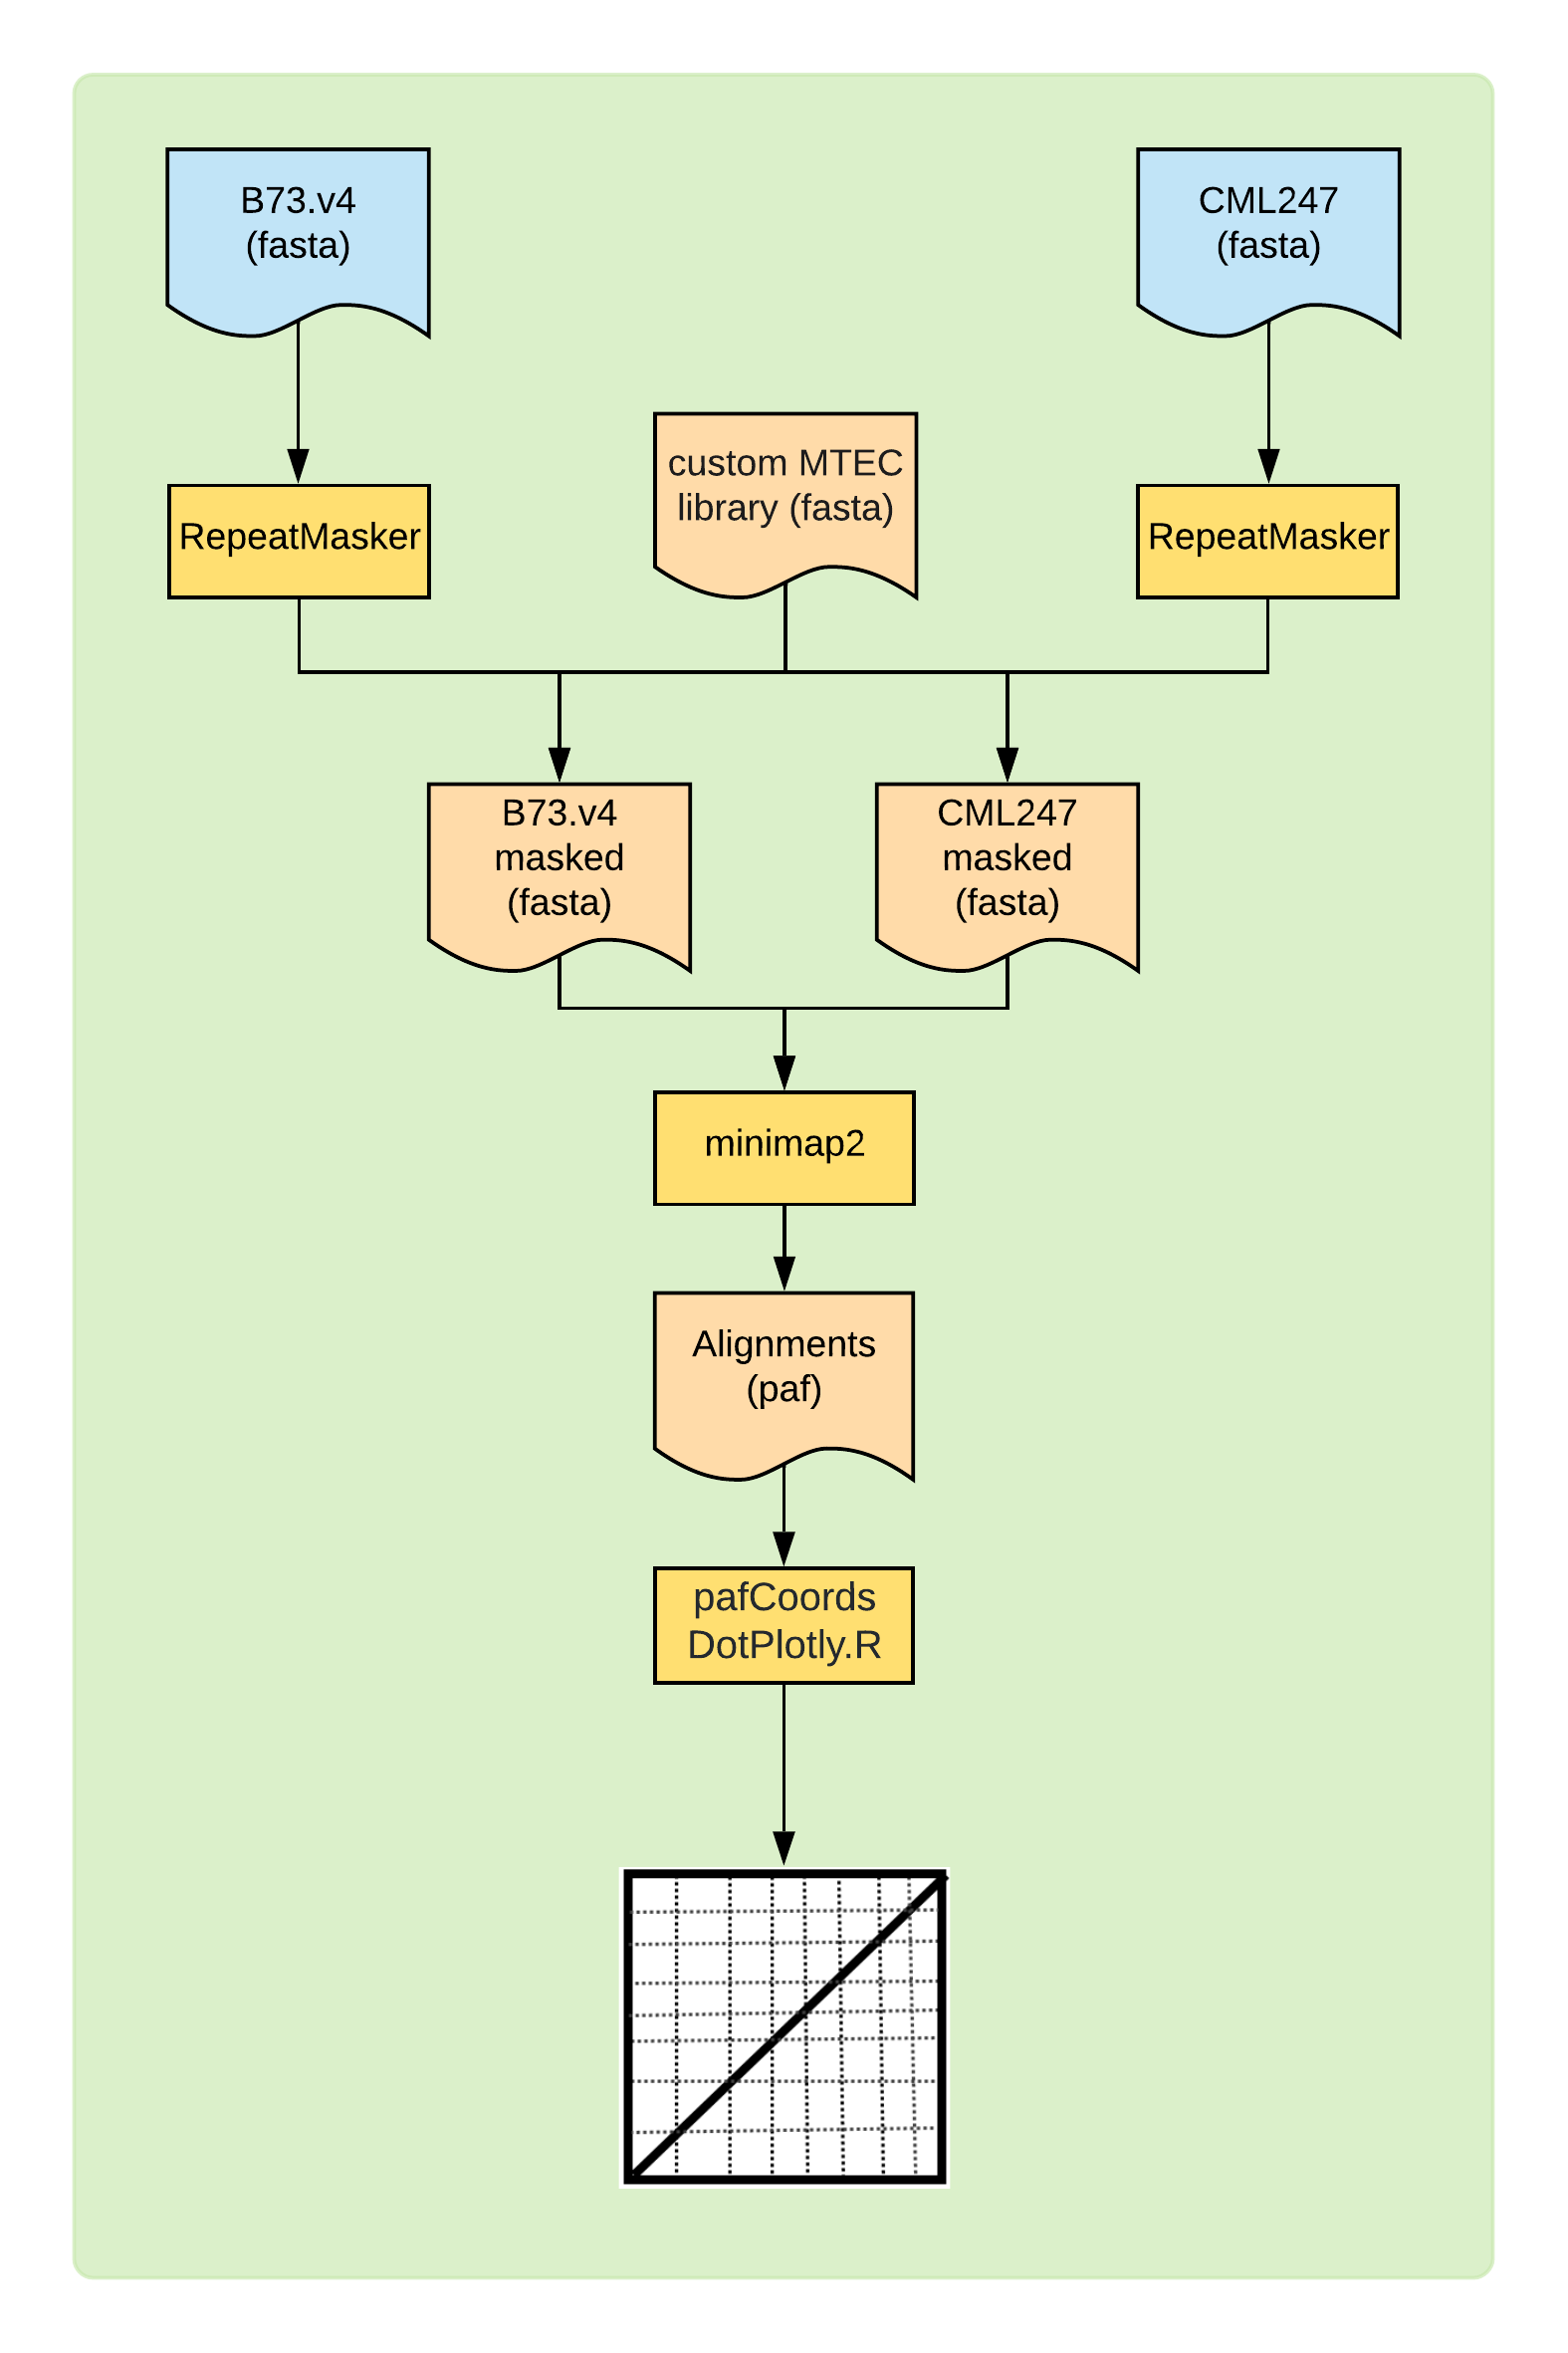 B73.v4
(fasta)
CML247
(fasta)
custom MTEC
library (fasta)
RepeatMasker
RepeatMasker
B73.v4
masked
(fasta)
CML247
masked
(fasta)
minimap2
Alignments
(paf)
pafCoords
DotPlotly.R